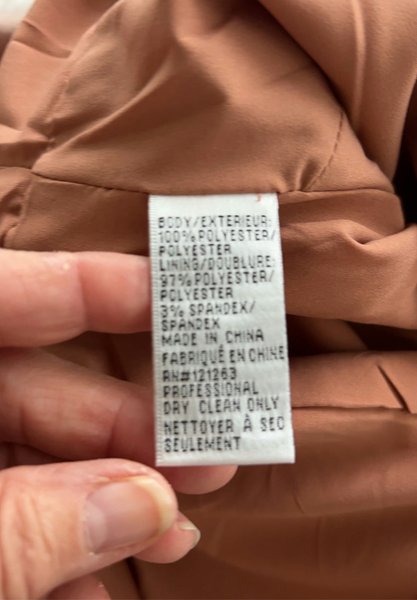 BODY/EXTERIEUR:
100% POLYESTER/
POLYESTER
LINING/DOUBLURE:
97% POLYESTER/
POLYESTER
3% SPANDEX/
SPANDEX
MADE IN CHINA
FABRIQUÉ EN CHINE
RN#121263
PROFESSIONAL
DRY CLEAN ONLY
NETTOYER À SEC
SEULEMENT